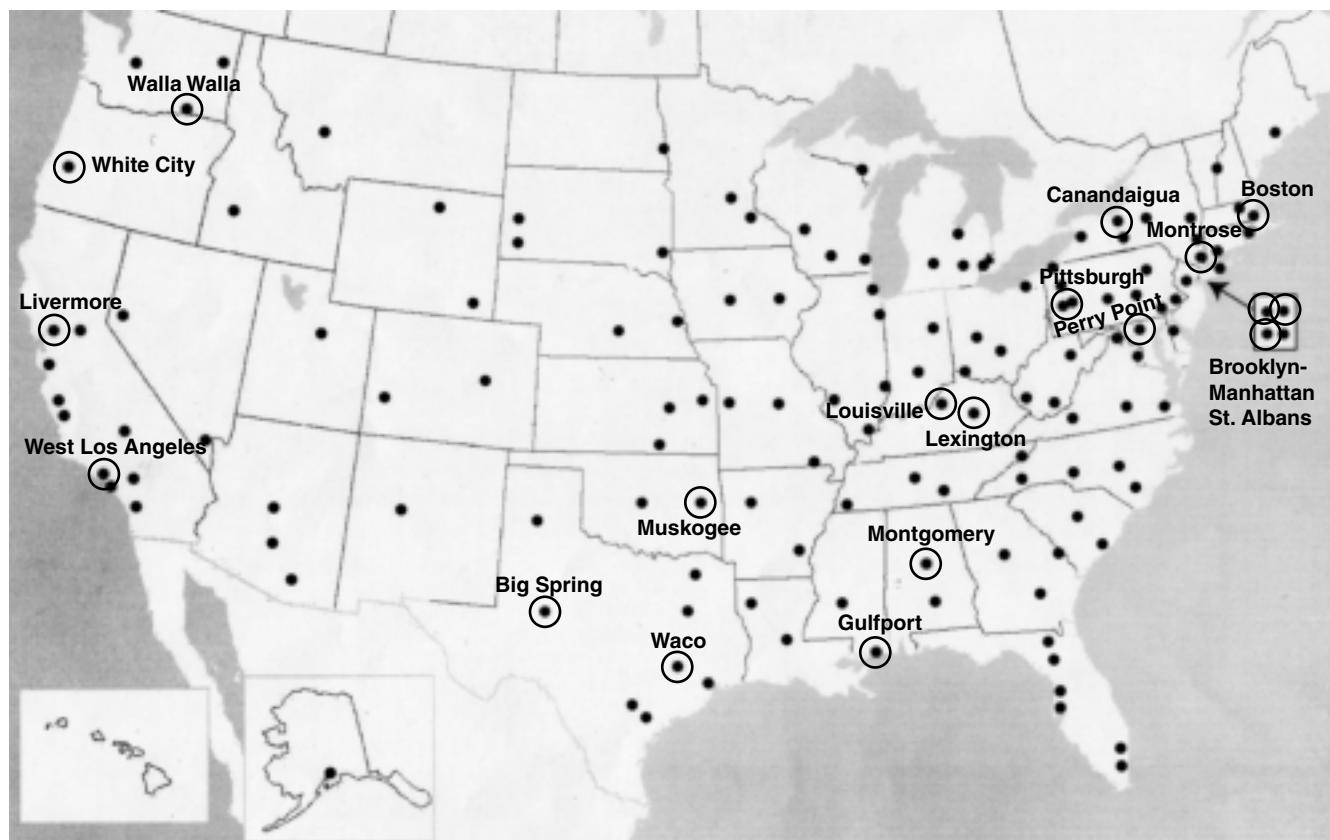 Walla Walla
White City
Canandaigua
Boston
Montrose
Pittsburgh
Livermore
Perry Point
Brooklyn-
Manhattan
St. Albans
Louisville
Lexington
West Los Angeles
Muskogee
Montgomery
Big Spring
Gulfport
Waco